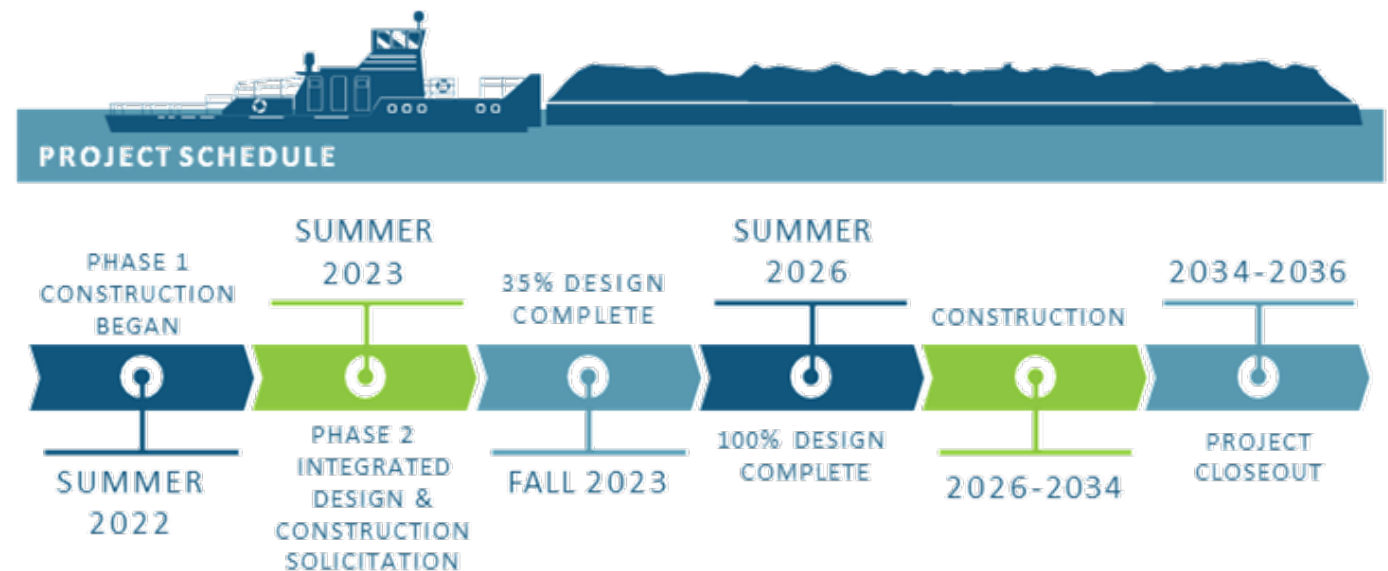 PROJECT SCHEDULE
PHASE 1
CONSTRUCTION
BEGAN
SUMMER
2022
SUMMER
2023
PHASE 2
INTEGRATED
DESIGN &
CONSTRUCTION
SOLICITATION
35% DESIGN
COMPLETE
FALL 2023
SUMMER
2026
100% DESIGN
COMPLETE
CONSTRUCTION
2026-2034
2034-2036
PROJECT
CLOSEOUT